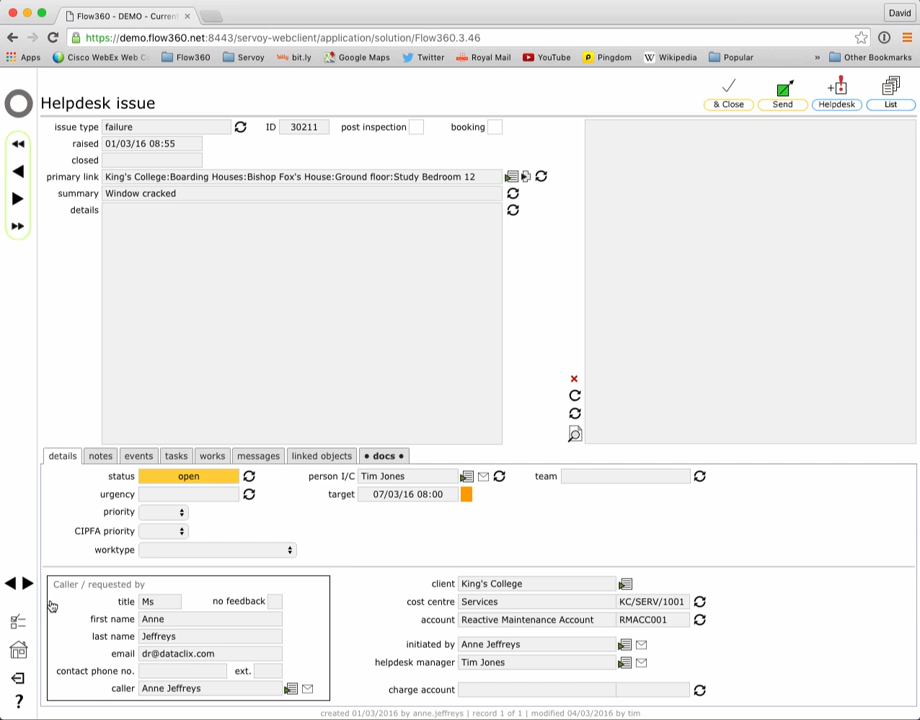 Flow360 - DEMO - Current
David
https://demo.flow360.net:8443/servoy-webclient/application/solution/Flow360.3.46
Apps Cisco WebEx Web C Flow360 Servoy bit.ly Google Maps Twitter Royal Mail YouTube Pingdom Wikipedia Popular » Other Bookmarks
Helpdesk issue
& Close Send Helpdesk List
issue type failure ID 30211 post inspection booking
raised 01/03/16 08:55
closed
primary link King's College:Boarding Houses:Bishop Fox's House:Ground floor:Study Bedroom 12
summary Window cracked
details
details notes events tasks works messages linked objects • docs •
status open person I/C Tim Jones team
urgency target 07/03/16 08:00
priority
CIPFA priority
worktype
Caller / requested by client King's College
title Ms no feedback cost centre Services KC/SERV/1001
first name Anne account Reactive Maintenance Account RMACC001
last name Jeffreys initiated by Anne Jeffreys
email dr@dataclix.com helpdesk manager Tim Jones
contact phone no. ext.
caller Anne Jeffreys charge account
?
created 01/03/2016 by anne.jeffreys | record 1 of 1 | modified 04/03/2016 by tim